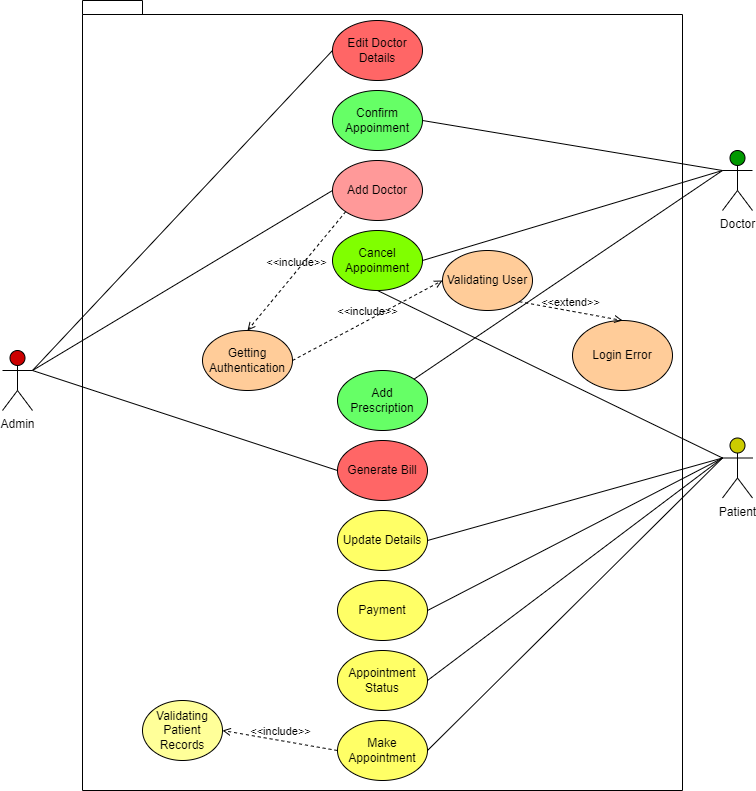 Edit Doctor
Details
Confirm
Appoinment
Add Doctor
Doctor
Cancel
Appoinment
<<include>>
Validating User
<<include>>
<<extend>>
Getting
Authentication
Login Error
Add
Prescription
Admin
Generate Bill
Patient
Update Details
Payment
Appointment
Status
Validating
Patient
Records
<<include>>
Make
Appointment